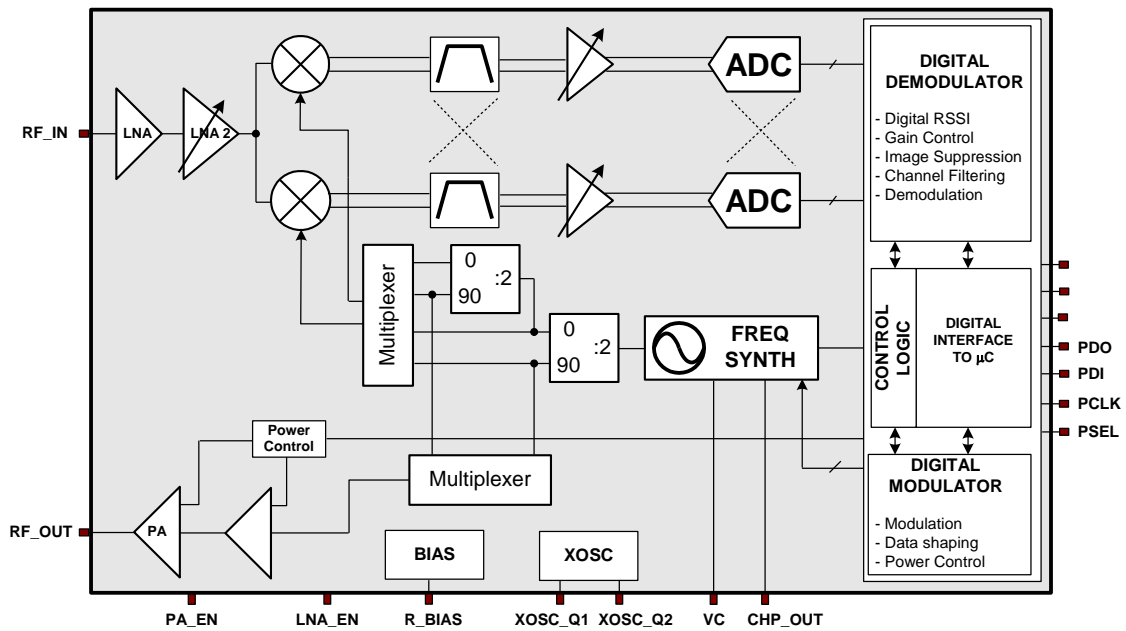 RF_IN
LNA
LNA 2
ADC
ADC
DIGITAL
DEMODULATOR
- Digital RSSI
- Gain Control
- Image Suppression
- Channel Filtering
- Demodulation
Multiplexer
0
90
:2
0
90
:2
FREQ
SYNTH
CONTROL
LOGIC
DIGITAL
INTERFACE
TO µC
PDO
PDI
PCLK
PSEL
Power
Control
Multiplexer
DIGITAL
MODULATOR
- Modulation
- Data shaping
- Power Control
RF_OUT
PA
BIAS
XOSC
PA_EN
LNA_EN
R_BIAS
XOSC_Q1
XOSC_Q2
VC
CHP_OUT